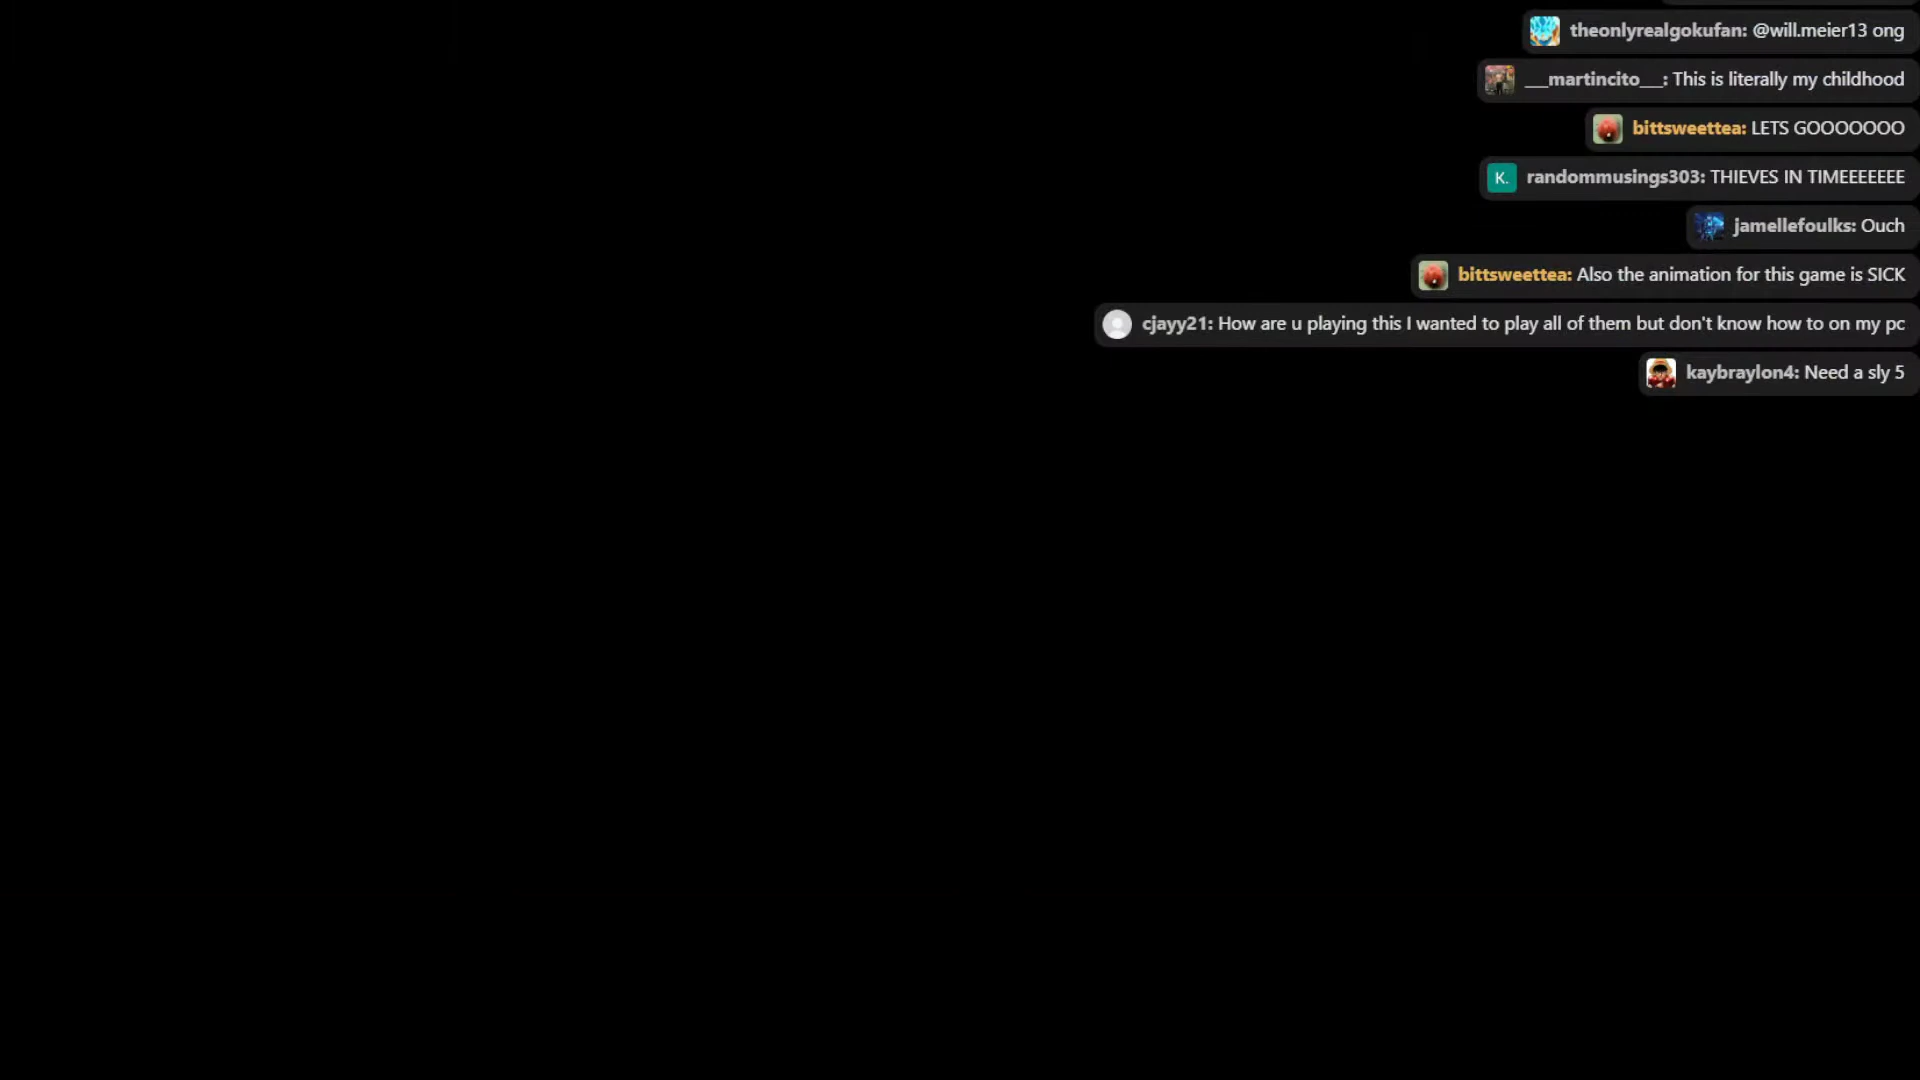 theonlyrealgokufan: @will.meier13 ong
___martincito___: This is literally my childhood
bittsweettea: LETS GOOOOOOO
K. randommusings303: THIEVES IN TIMEEEEEEE
jamellefoulks: Ouch
bittsweettea: Also the animation for this game is SICK
cjayy21: How are u playing this I wanted to play all of them but don't know how to on my pc
kaybraylon4: Need a sly 5